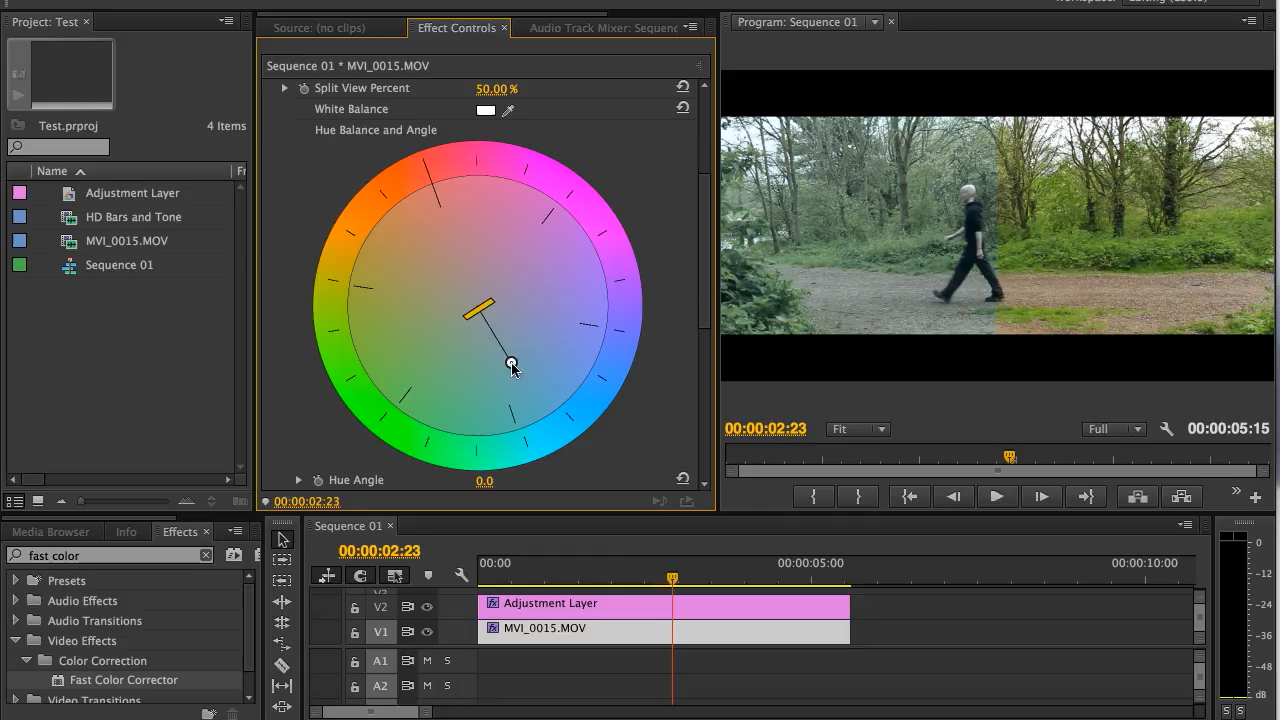 Project: Test ×
4 Items
Test.prproj
Name
Fr
Adjustment Layer
HD Bars and Tone
MVI_0015.MOV
Sequence 01
Source: (no clips)
Effect Controls ×
Audio Track Mixer: Sequenc
Sequence 01 * MVI_0015.MOV
Split View Percent
50.00 %
White Balance
Hue Balance and Angle
Hue Angle
0.0
00:00:02:23
Program: Sequence 01
×
00:00:02:23
Fit
Full
00:00:05:15
Media Browser
Info
Effects ×
fast color
Presets
Audio Effects
Audio Transitions
Video Effects
Color Correction
Fast Color Corrector
Video Transitions
Sequence 01 ×
00:00:02:23
00:00
00:00:05:00
00:00:10:00
V2
Adjustment Layer
V1
MVI_0015.MOV
A1 M S
A2 M S
0
-12
-24
-36
-48
dB
S S